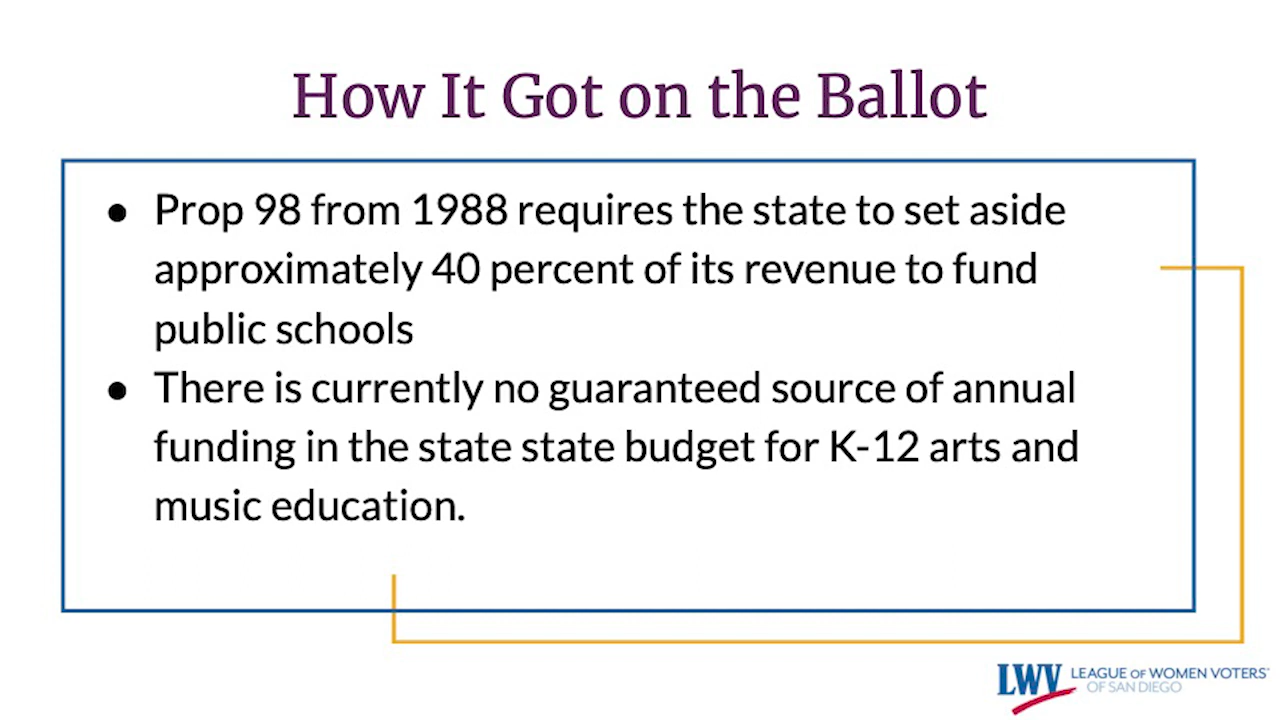 How It Got on the Ballot
● Prop 98 from 1988 requires the state to set aside
approximately 40 percent of its revenue to fund
public schools
● There is currently no guaranteed source of annual
funding in the state state budget for K-12 arts and
music education.
LWV LEAGUE OF WOMEN VOTERS®
OF SAN DIEGO